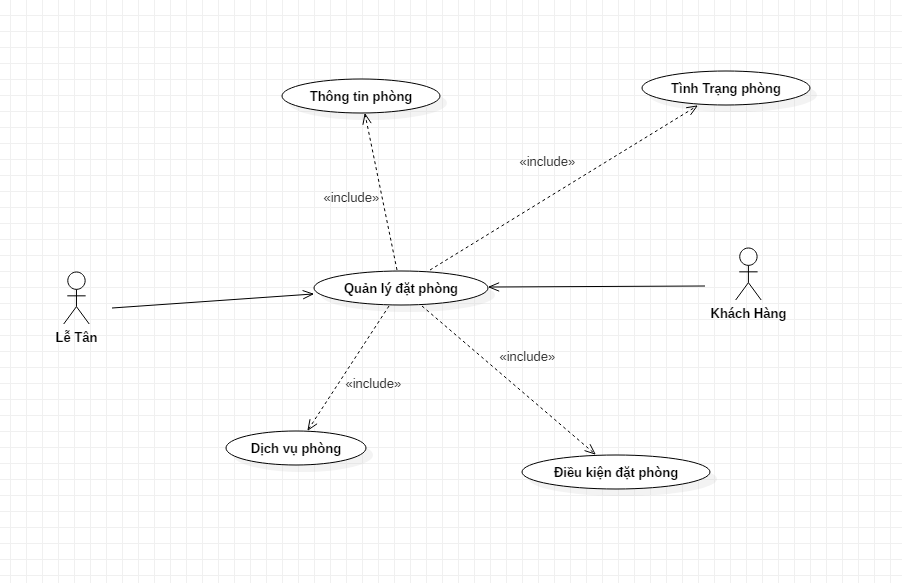 Thông tin phòng
Tình Trạng phòng
«include»
«include»
Quản lý đặt phòng
Lễ Tân
Khách Hàng
«include»
«include»
Dịch vụ phòng
Điều kiện đặt phòng